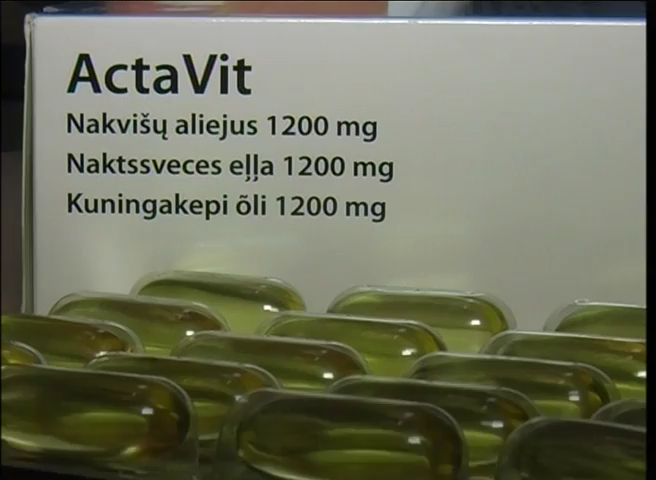 ActaVit
Nakvišų aliejus 1200 mg
Naktssveces eļļa 1200 mg
Kuningakepi õli 1200 mg